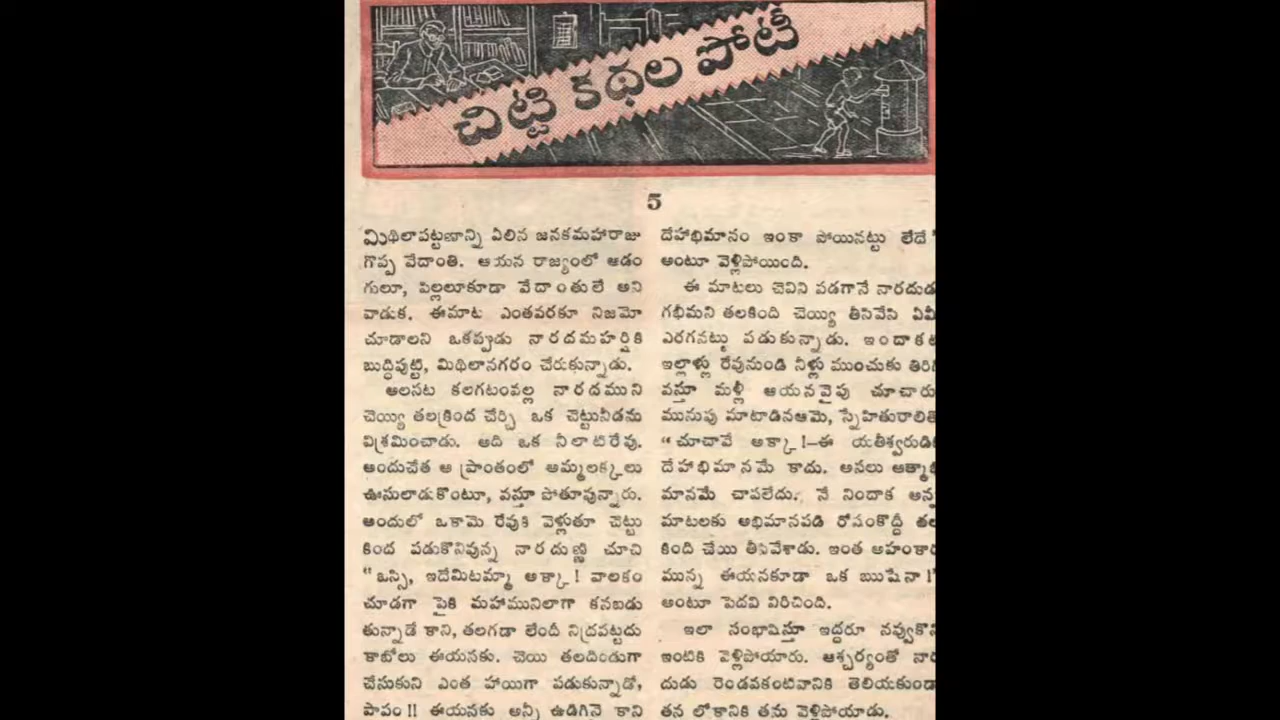 చిట్టి కథల పోటీ
5
మిథిలాపట్టణాన్ని ఏలిన జనకమహారాజు
గొప్ప వేదాంతి. ఆయన రాజ్యంలో ఆడం
గులూ, పిల్లలూకూడా వేదాంతులే అని
వాడుక. ఈమాట ఎంతవరకూ నిజమో
చూడాలని ఒకప్పుడు నారదమహర్షికి
బుద్ధిపుట్టి, మిథిలానగరం చేరుకున్నాడు.
అలసట కలగటంవల్ల నారదముని
చెయ్యి తలక్రింద చేర్చి ఒక చెట్టునీడను
విశ్రమించాడు. అది ఒక నీలాటిరేవు.
అందుచేత ఆ ప్రాంతంలో అమ్మలక్కలు
ఊసులాడుకొంటూ, వస్తూ పోతూవున్నారు.
అందులో ఒకామె రేవుకి వెళ్లుతూ చెట్టు
కింద పడుకొనివున్న నారదుణ్ణి చూచి
"ఒస్సి, ఇదేమిటమ్మా అక్కా! వాలకం
చూడగా పైకి మహామునిలాగా కనబడు
తున్నాడే కాని, తలగడా లేందీ నిద్రపట్టదు
కాబోలు ఈయనకు. చెయి తలదిండుగా
చేసుకుని ఎంత హాయిగా పడుకున్నాడో,
పాపం!! ఈయనకు అన్నీ ఉడిగినై కాని
దేహాభిమానం ఇంకా పోయినట్టు లేదే"
అంటూ వెళ్లిపోయింది.
ఈ మాటలు చెవిని పడగానే నారదుడు
గభీమని తలకింది చెయ్యి తీసివేసి ఏమీ
ఎరగనట్టు పడుకున్నాడు. ఇందాకటి
ఇల్లాళ్లు రేవునుండి నీళ్లు ముంచుకు తిరిగి
వస్తూ మళ్లీ ఆయనవైపు చూచారు
మునుపు మాటాడినఆమె, స్నేహితురాలితో
"చూచావే అక్కా!—ఈ యతీశ్వరుడికి
దేహాభిమానమే కాదు. అసలు ఆత్మాభి
మానమే చావలేదు. నే నిందాక అన్న
మాటలకు అభిమానపడి రోషంకొద్దీ తల
కింది చేయి తీసివేశాడు. ఇంత అహంకార
మున్న ఈయనకూడా ఒక ఋషేనా!"
అంటూ పెదవి విరిచింది.
ఇలా సంభాషిస్తూ ఇద్దరూ నవ్వుకొని
ఇంటికి వెళ్లిపోయారు. ఆశ్చర్యంతో నార
దుడు రెండవకంటివానికి తెలియకుండా
తన లోకానికి తను వెళ్లిపోయాడు.